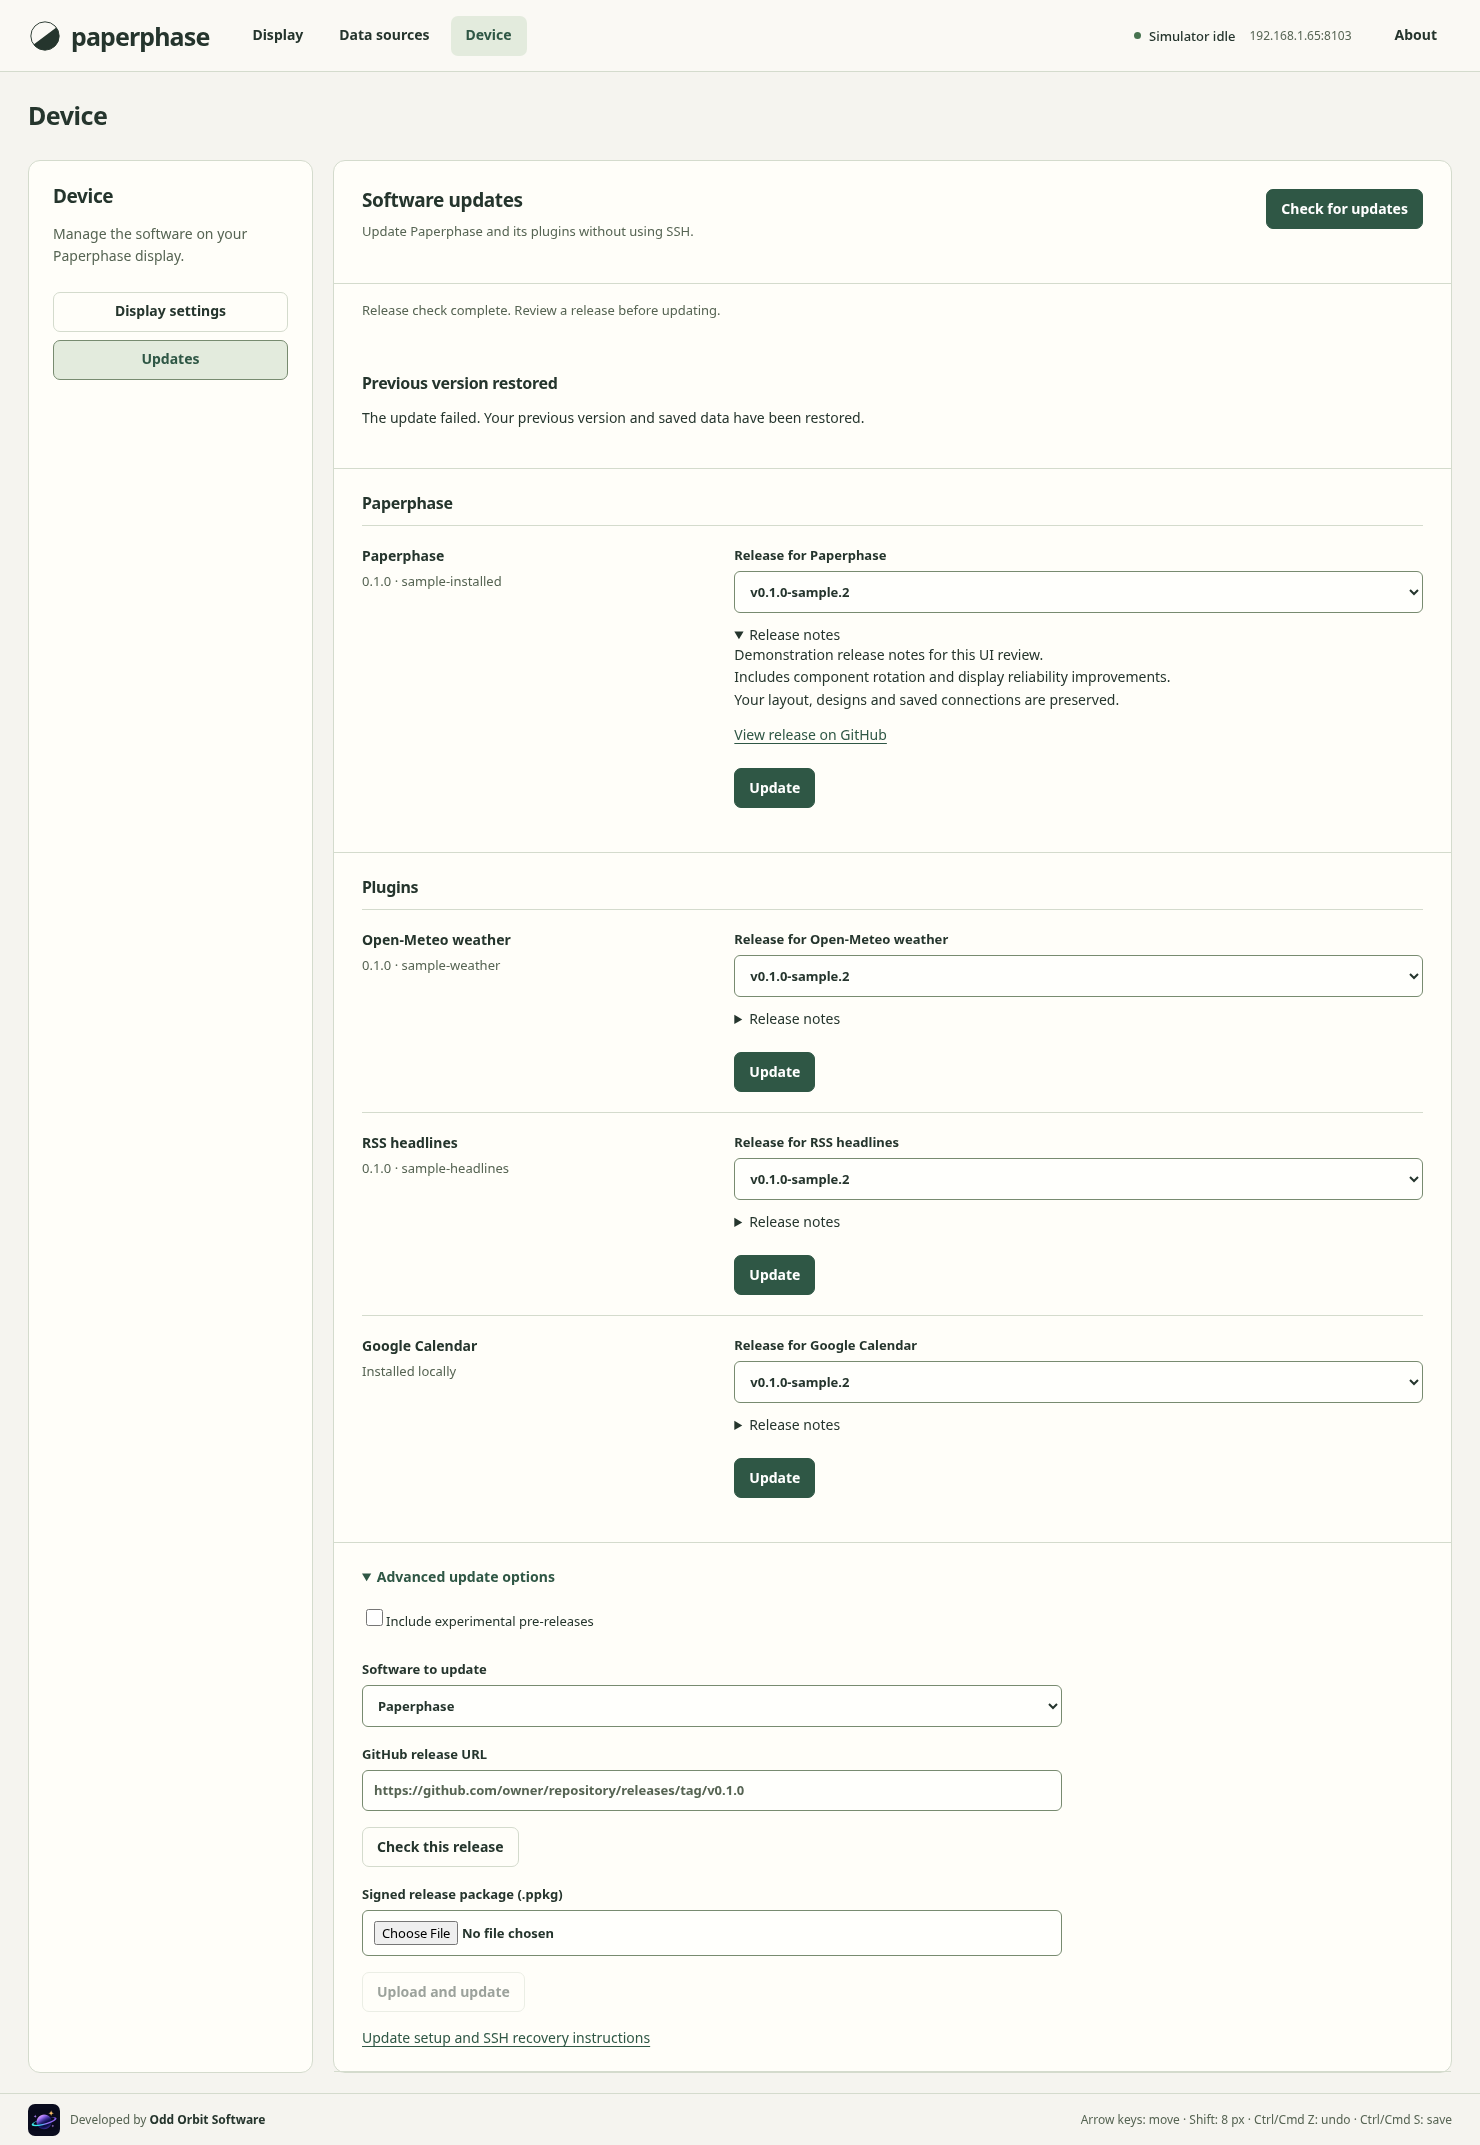 paperphase
Display
Data sources
Device
Simulator idle
192.168.1.65:8103
About
Device
Device
Manage the software on your
Paperphase display.
Display settings
Updates
Software updates
Update Paperphase and its plugins without using SSH.
Check for updates
Release check complete. Review a release before updating.
Previous version restored
The update failed. Your previous version and saved data have been restored.
Paperphase
Paperphase
0.1.0 · sample-installed
Release for Paperphase
v0.1.0-sample.2
Release notes
Demonstration release notes for this UI review.
Includes component rotation and display reliability improvements.
Your layout, designs and saved connections are preserved.
View release on GitHub
Update
Plugins
Open-Meteo weather
0.1.0 · sample-weather
Release for Open-Meteo weather
v0.1.0-sample.2
Release notes
Update
RSS headlines
0.1.0 · sample-headlines
Release for RSS headlines
v0.1.0-sample.2
Release notes
Update
Google Calendar
Installed locally
Release for Google Calendar
v0.1.0-sample.2
Release notes
Update
Advanced update options
Include experimental pre-releases
Software to update
Paperphase
GitHub release URL
https://github.com/owner/repository/releases/tag/v0.1.0
Check this release
Signed release package (.ppkg)
Choose File No file chosen
Upload and update
Update setup and SSH recovery instructions
Developed by Odd Orbit Software
Arrow keys: move · Shift: 8 px · Ctrl/Cmd Z: undo · Ctrl/Cmd S: save